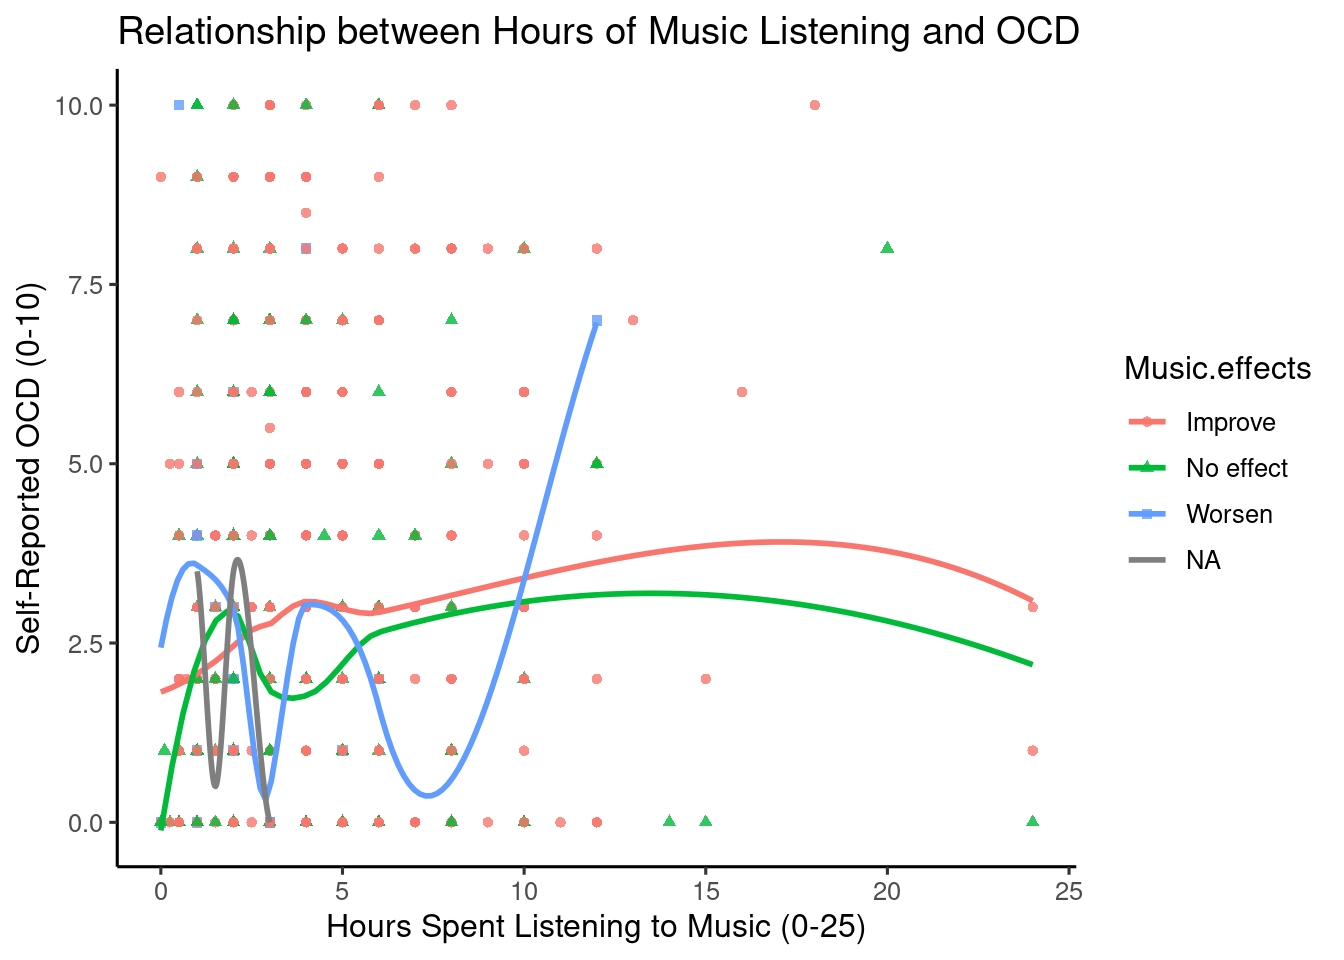 Relationship between Hours of Music Listening and OCD
Self-Reported OCD (0-10)
10.0
7.5
5.0
2.5
0.0
0 5 10 15 20 25
Hours Spent Listening to Music (0-25)
Music.effects
Improve
No effect
Worsen
NA